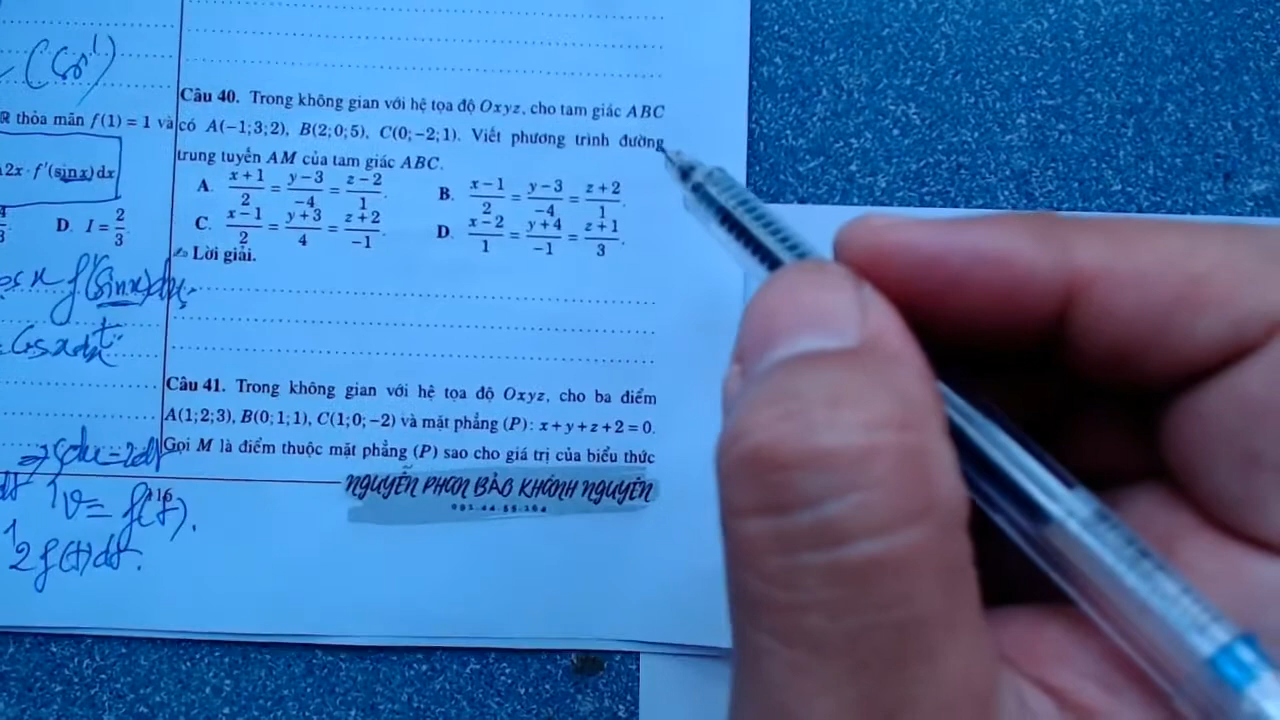 (cos
ℝ thỏa mãn f(1) = 1 và
2x · f′(sin x)dx
D. I = 2/3.
f(sinx)dx
Cosxdx
v = f(t).
2 f(t)dt.
Câu 40. Trong không gian với hệ tọa độ Oxyz, cho tam giác ABC
có A(−1;3;2), B(2;0;5), C(0;−2;1). Viết phương trình đường
trung tuyến AM của tam giác ABC.
A. (x+1)/2 = (y−3)/−4 = (z−2)/1. B. (x−1)/2 = (y−3)/−4 = (z+2)/1.
C. (x−1)/2 = (y+3)/4 = (z+2)/−1. D. (x−2)/1 = (y+4)/−1 = (z+1)/3.
Lời giải.
Câu 41. Trong không gian với hệ tọa độ Oxyz, cho ba điểm
A(1;2;3), B(0;1;1), C(1;0;−2) và mặt phẳng (P): x+y+z+2=0.
Gọi M là điểm thuộc mặt phẳng (P) sao cho giá trị của biểu thức
NGUYỄN PHAN BẢO KHÁNH NGUYÊN